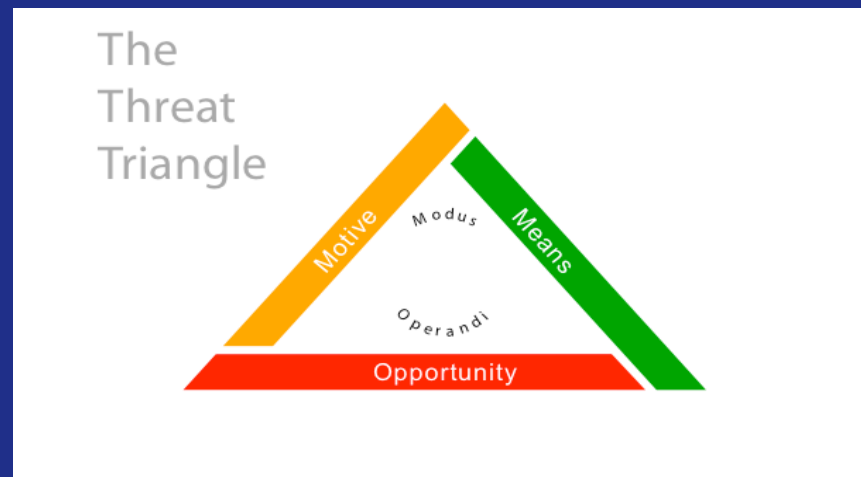 The
Threat
Triangle
Motive
Modus
Means
Operandi
Opportunity